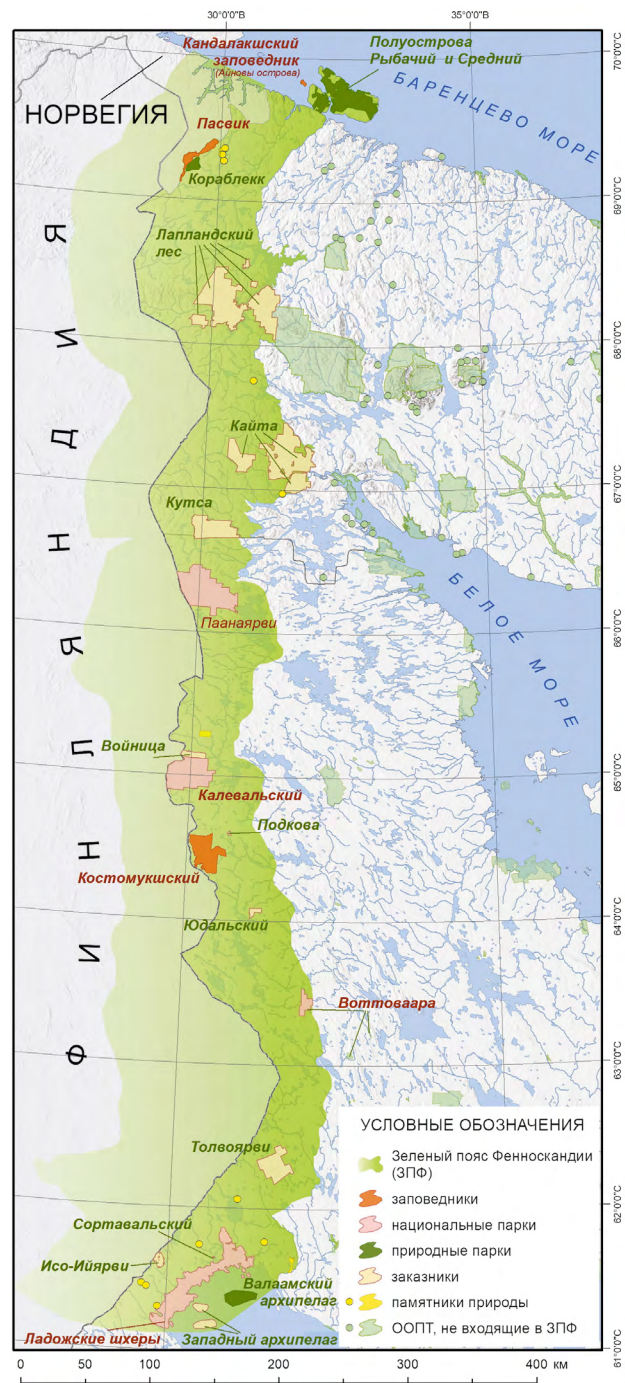 30°00'0"В
35°00'0"В
Кандалакшский
заповедник
(Айновы острова)
Полуострова
Рыбачий и Средний
70°0'0"С
НОРВЕГИЯ
БАРЕНЦЕВО МОРЕ
Пасвик
Кораблекк
69°0'0"С
Лапландский
лес
68°0'0"С
Кайта
67°0'0"С
Кутса
БЕЛОЕ МОРЕ
Паанаярви
66°0'0"С
ФИНЛЯНДИЯ
Войница
65°0'0"С
Калевальский
Подкова
Костомукшский
Юдальский
64°0'0"С
Воттоваара
63°0'0"С
Толвоярви
62°0'0"С
Сортавальский
Исо-Ийярви
Валаамский
архипелаг
Ладожские шхеры
Западный архипелаг
61°0'0"С
УСЛОВНЫЕ ОБОЗНАЧЕНИЯ
Зеленый пояс Фенноскандии
(ЗПФ)
заповедники
национальные парки
природные парки
заказники
памятники природы
ООПТ, не входящие в ЗПФ
0 50 100 200 300 400 км